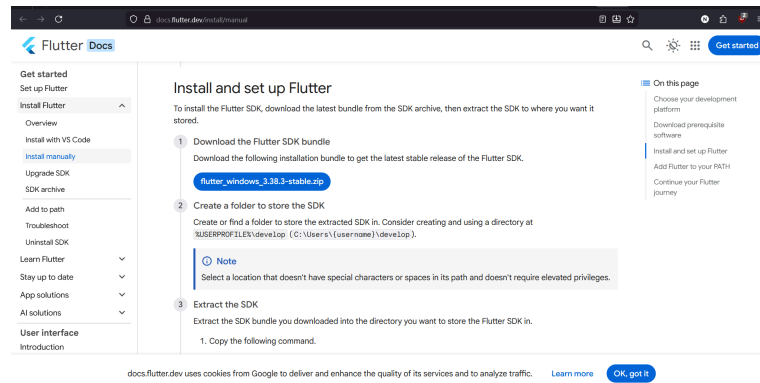 docs.flutter.dev/install/manual
Flutter Docs
Get started
Get started
Set up Flutter
Install Flutter
Overview
Install with VS Code
Install manually
Upgrade SDK
SDK archive
Add to path
Troubleshoot
Uninstall SDK
Learn Flutter
Stay up to date
App solutions
AI solutions
User interface
Introduction
Install and set up Flutter
To install the Flutter SDK, download the latest bundle from the SDK archive, then extract the SDK to where you want it
stored.
1 Download the Flutter SDK bundle
Download the following installation bundle to get the latest stable release of the Flutter SDK.
flutter_windows_3.38.3-stable.zip
2 Create a folder to store the SDK
Create or find a folder to store the extracted SDK in. Consider creating and using a directory at
%USERPROFILE%\develop (C:\Users\{username}\develop).
Note
Select a location that doesn't have special characters or spaces in its path and doesn't require elevated privileges.
3 Extract the SDK
Extract the SDK bundle you downloaded into the directory you want to store the Flutter SDK in.
1. Copy the following command.
On this page
Choose your development
platform
Download prerequisite
software
Install and set up Flutter
Add Flutter to your PATH
Continue your Flutter
journey
docs.flutter.dev uses cookies from Google to deliver and enhance the quality of its services and to analyze traffic.
Learn more
OK, got it